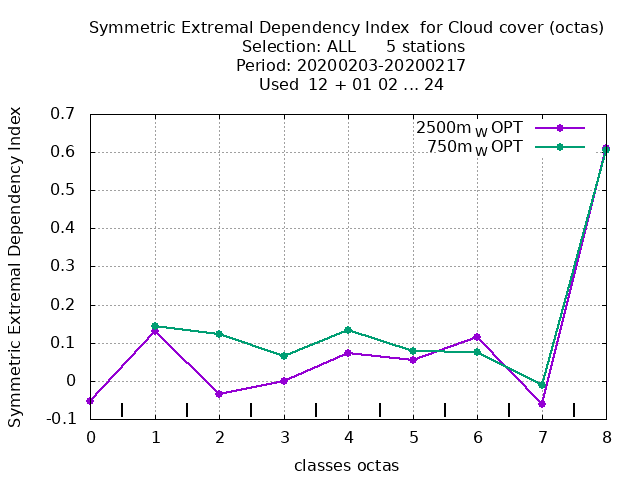 Symmetric Extremal Dependency Index  for Cloud cover (octas)
Selection: ALL      5 stations
Period: 20200203-20200217
Used  12 + 01 02 ... 24
Symmetric Extremal Dependency Index
0.7
0.6
0.5
0.4
0.3
0.2
0.1
0
-0.1
2500m W OPT
750m W OPT
0 1 2 3 4 5 6 7 8
classes octas